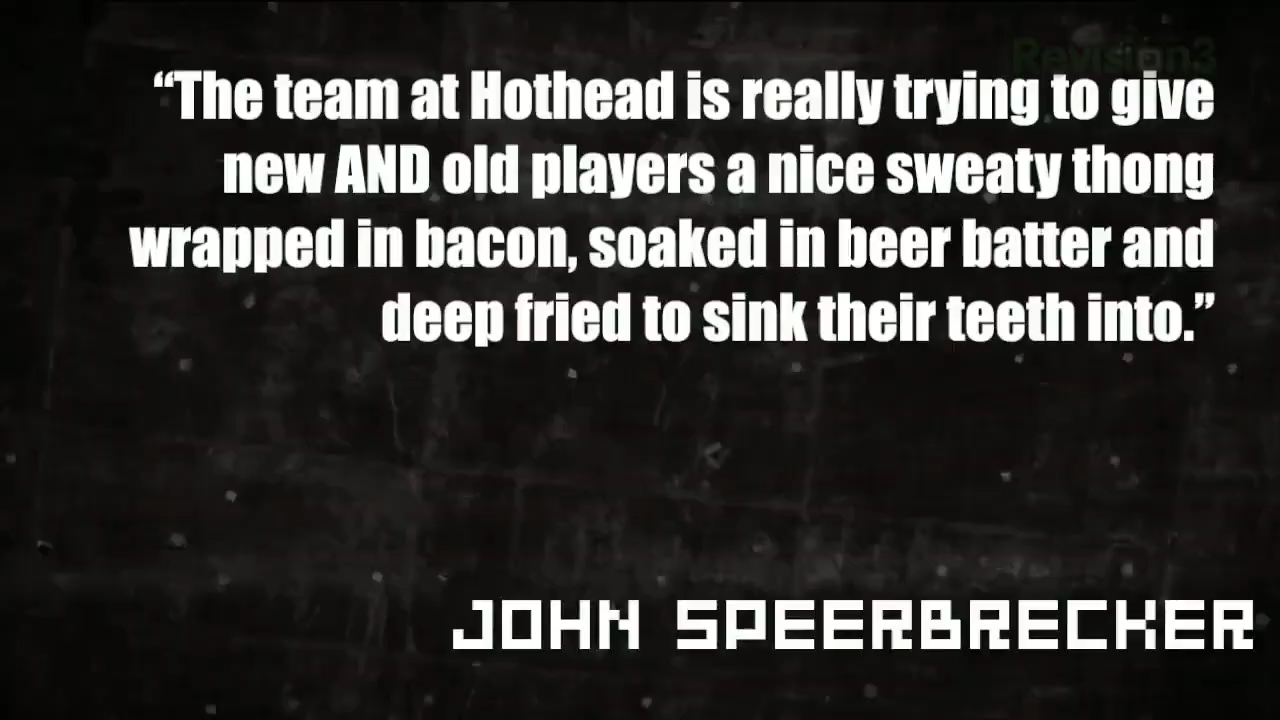 Revision3
“The team at Hothead is really trying to give
new AND old players a nice sweaty thong
wrapped in bacon, soaked in beer batter and
deep fried to sink their teeth into.”
JOHN SPEERBRECKER